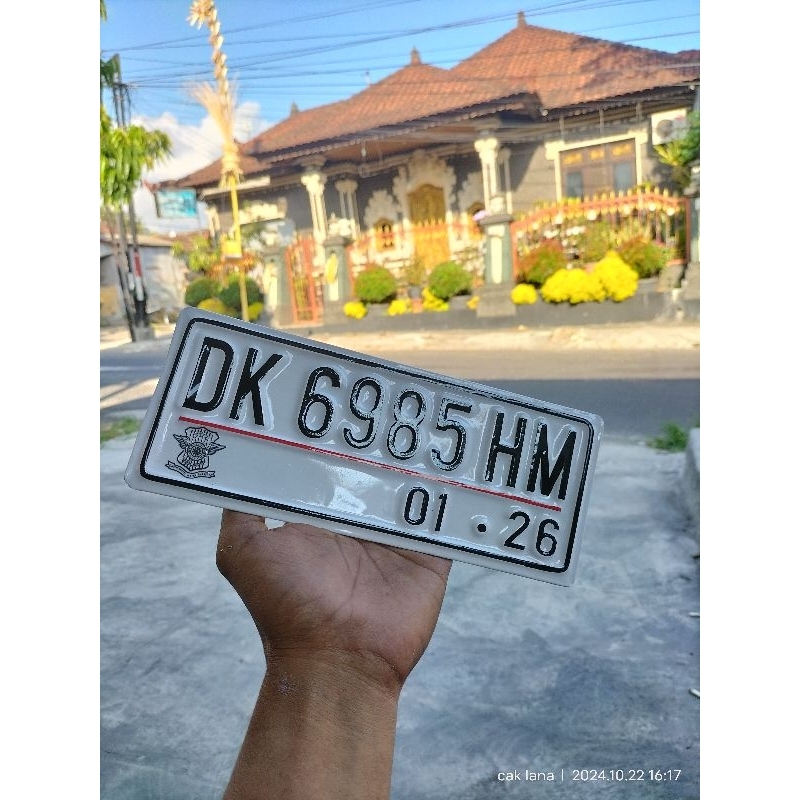 DK 6985 HM
01 • 26
cak lana | 2024.10.22 16:17